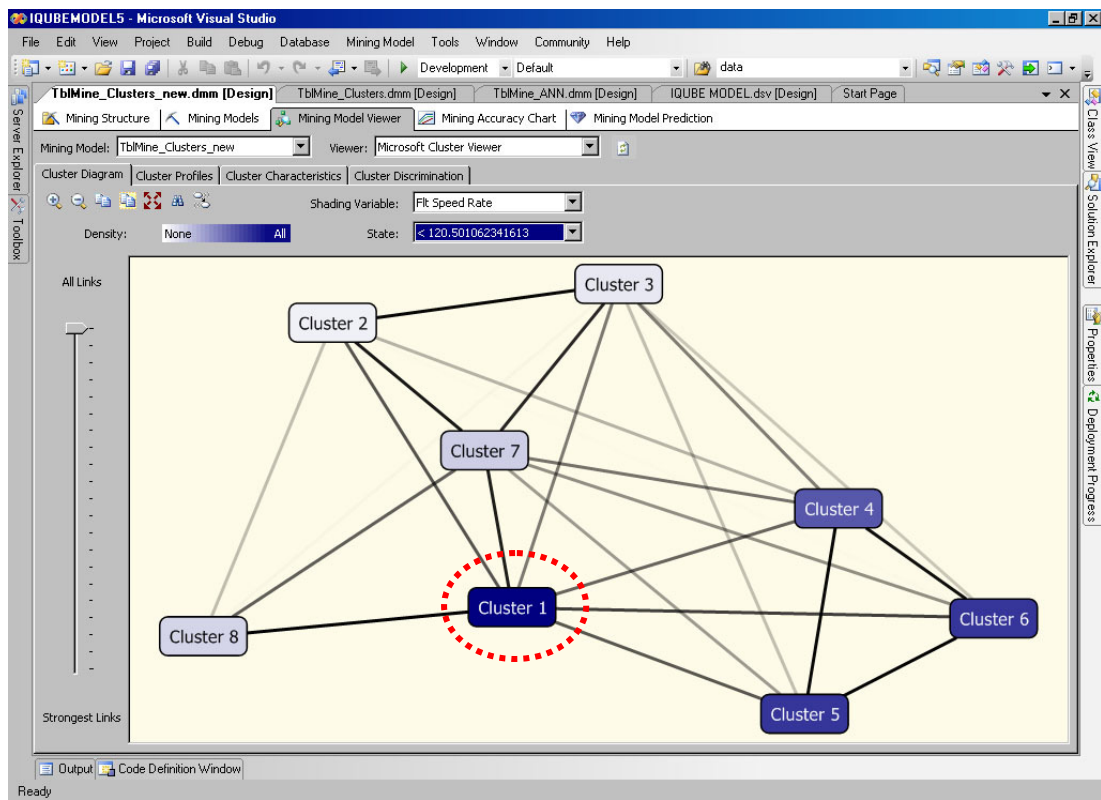 IQUBEMODEL5 - Microsoft Visual Studio
File Edit View Project Build Debug Database Mining Model Tools Window Community Help
Development Default data
TblMine_Clusters_new.dmm [Design] TblMine_Clusters.dmm [Design] TblMine_ANN.dmm [Design] IQUBE MODEL.dsv [Design] Start Page
Mining Structure Mining Models Mining Model Viewer Mining Accuracy Chart Mining Model Prediction
Mining Model: TblMine_Clusters_new Viewer: Microsoft Cluster Viewer
Cluster Diagram Cluster Profiles Cluster Characteristics Cluster Discrimination
Shading Variable: Flt Speed Rate
Density: None All State: < 120.501062341613
All Links
Cluster 3
Cluster 2
Cluster 7
Cluster 4
Cluster 1
Cluster 6
Cluster 8
Cluster 5
Strongest Links
Server Explorer
Toolbox
Class View
Solution Explorer
Properties
Deployment Progress
Output Code Definition Window
Ready